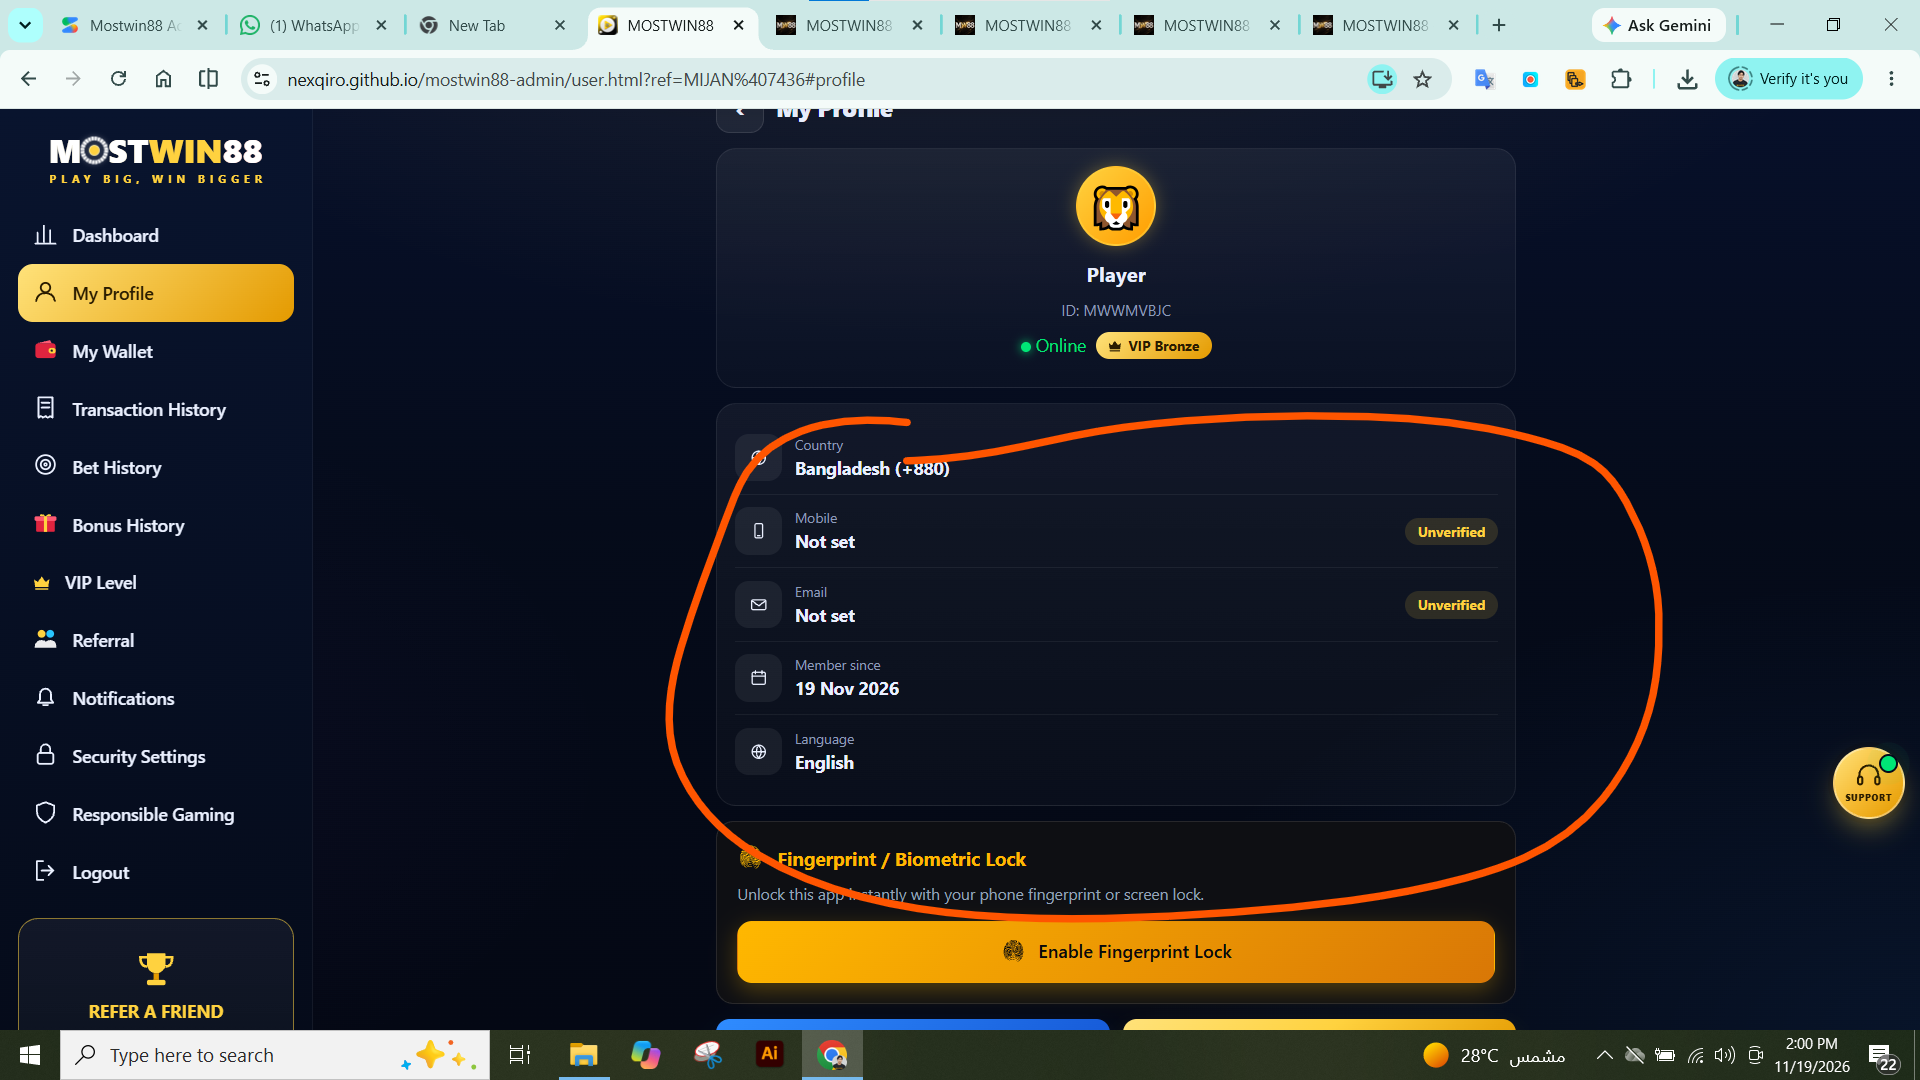 Mostwin88 Ac
(1) WhatsApp
New Tab
MOSTWIN88
MOSTWIN88
MOSTWIN88
MOSTWIN88
MOSTWIN88
Ask Gemini
nexqiro.github.io/mostwin88-admin/user.html?ref=MIJAN%407436#profile
Verify it's you
MOSTWIN88
PLAY BIG, WIN BIGGER
Dashboard
My Profile
My Wallet
Transaction History
Bet History
Bonus History
VIP Level
Referral
Notifications
Security Settings
Responsible Gaming
Logout
REFER A FRIEND
My Profile
Player
ID: MWWMVBJC
Online
VIP Bronze
Country
Bangladesh (+880)
Mobile
Not set
Unverified
Email
Not set
Unverified
Member since
19 Nov 2026
Language
English
Fingerprint / Biometric Lock
Unlock this app instantly with your phone fingerprint or screen lock.
Enable Fingerprint Lock
SUPPORT
Type here to search
Ai
28°C مشمس
2:00 PM
11/19/2026
22